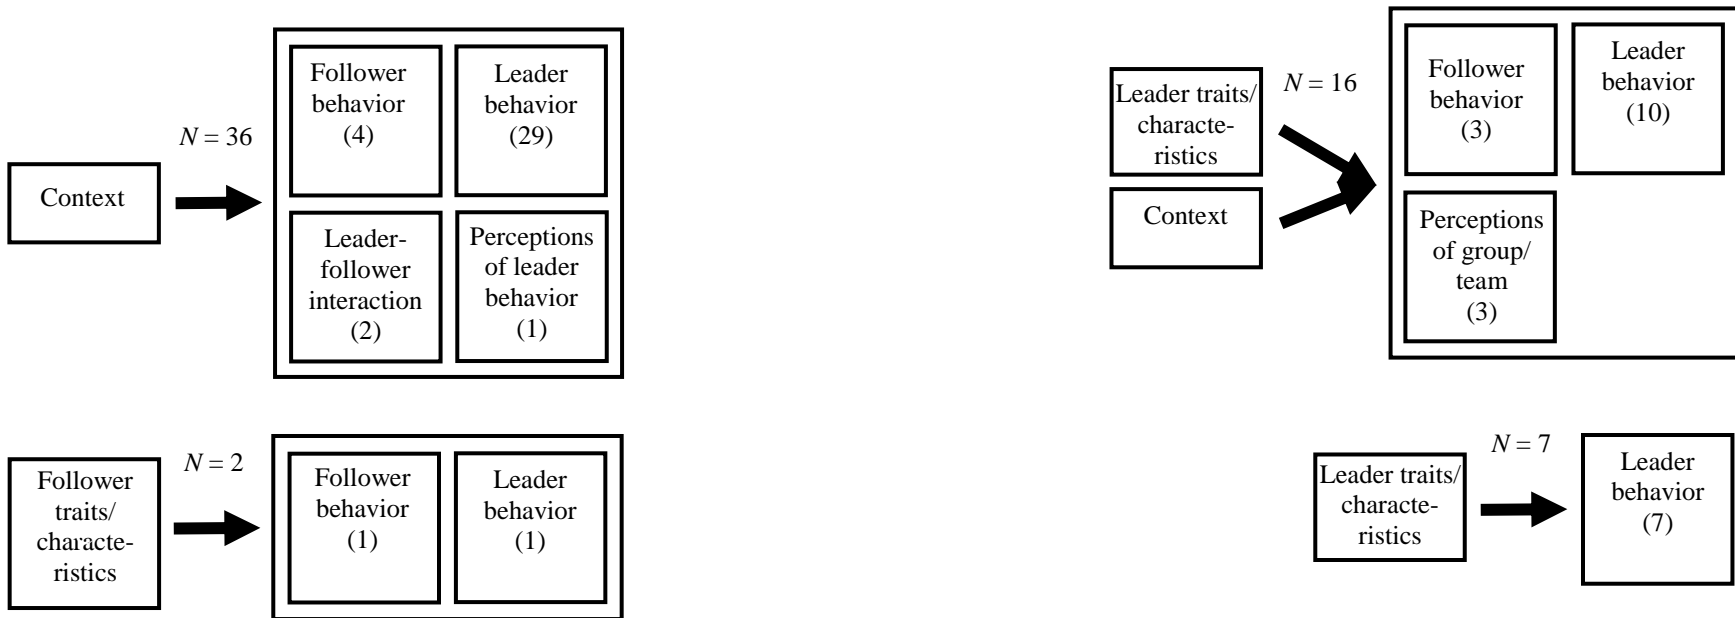 Context
N = 36
Follower
behavior
(4)
Leader
behavior
(29)
Leader-
follower
interaction
(2)
Perceptions
of leader
behavior
(1)
Leader traits/
characte-
ristics
Context
N = 16
Follower
behavior
(3)
Leader
behavior
(10)
Perceptions
of group/
team
(3)
Follower
traits/
characte-
ristics
N = 2
Follower
behavior
(1)
Leader
behavior
(1)
Leader traits/
characte-
ristics
N = 7
Leader
behavior
(7)